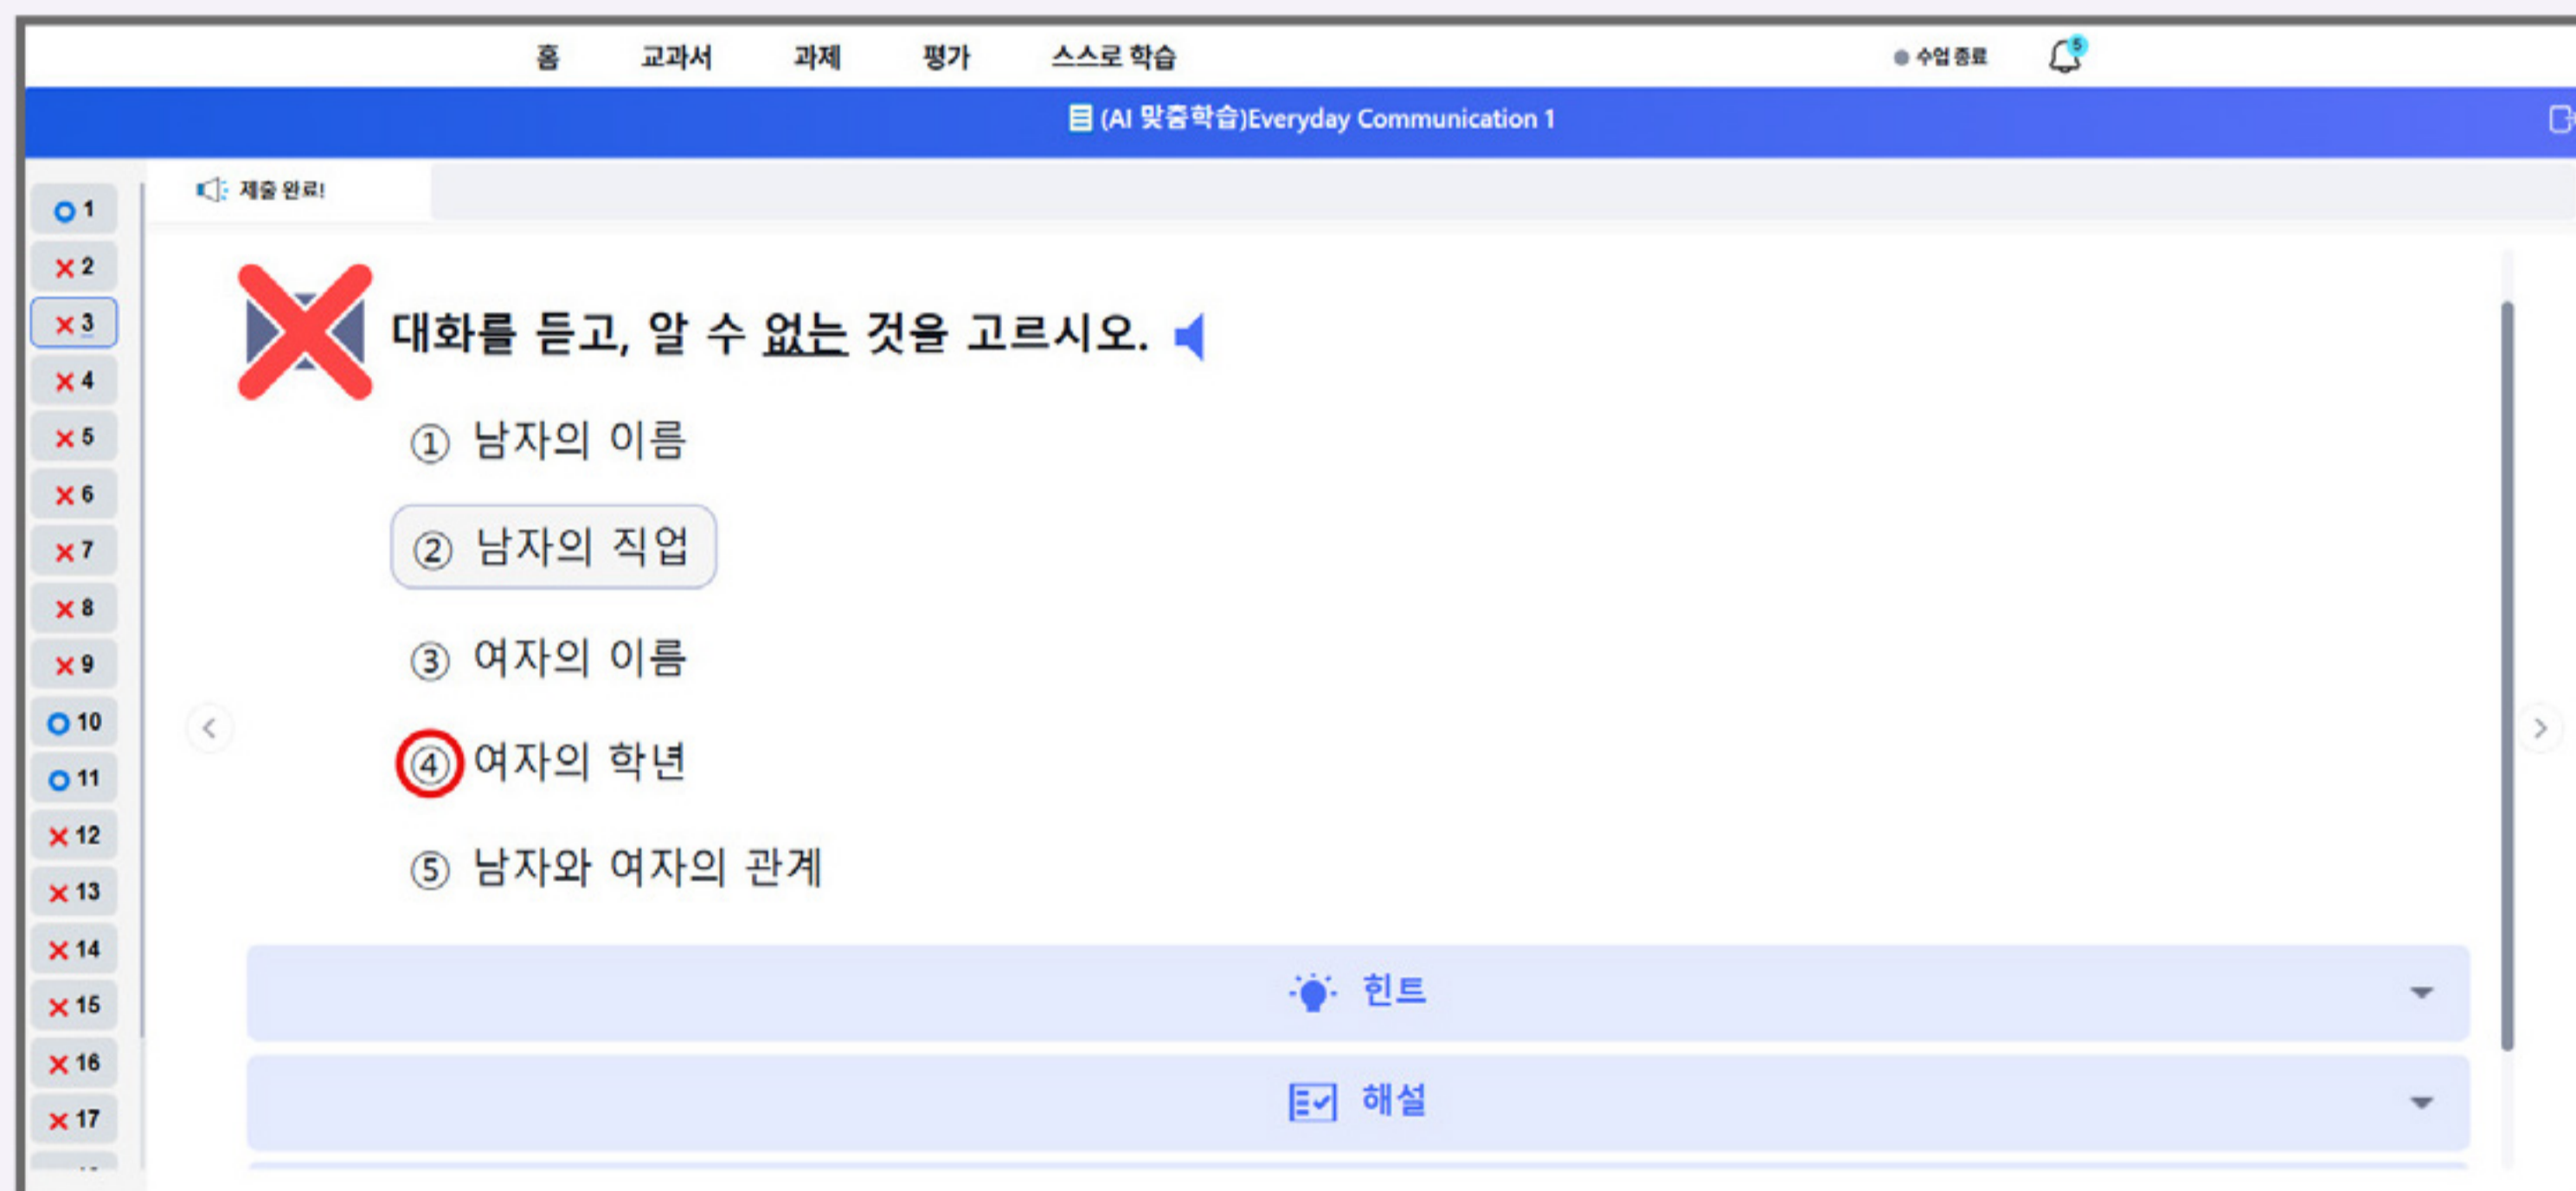 홈 교과서 과제 평가 스스로 학습 수업 종료 5
(AI 맞춤학습)Everyday Communication 1
제출 완료!
1
2
3
4
5
6
7
8
9
10
11
12
13
14
15
16
17
대화를 듣고, 알 수 없는 것을 고르시오.
① 남자의 이름
② 남자의 직업
③ 여자의 이름
④ 여자의 학년
⑤ 남자와 여자의 관계
힌트
해설